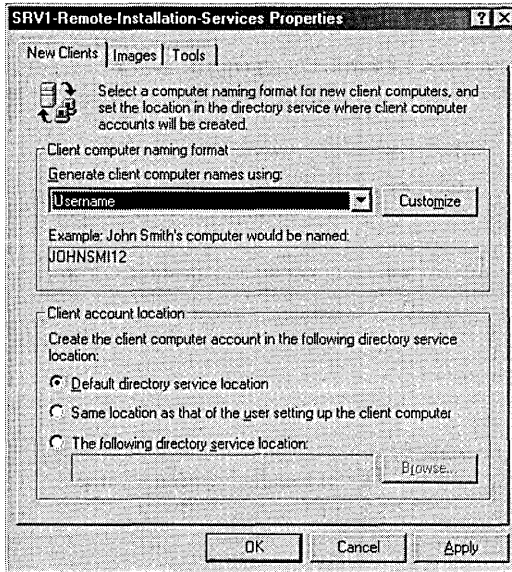 SRV1-Remote-Installation-Services Properties
New Clients
Images
Tools
Select a computer naming format for new client computers, and
set the location in the directory service where client computer
accounts will be created.
Client computer naming format
Generate client computer names using:
Username
Customize
Example: John Smith's computer would be named:
JOHNSMI12
Client account location
Create the client computer account in the following directory service
location:
Default directory service location
Same location as that of the user setting up the client computer
The following directory service location:
Browse...
OK
Cancel
Apply